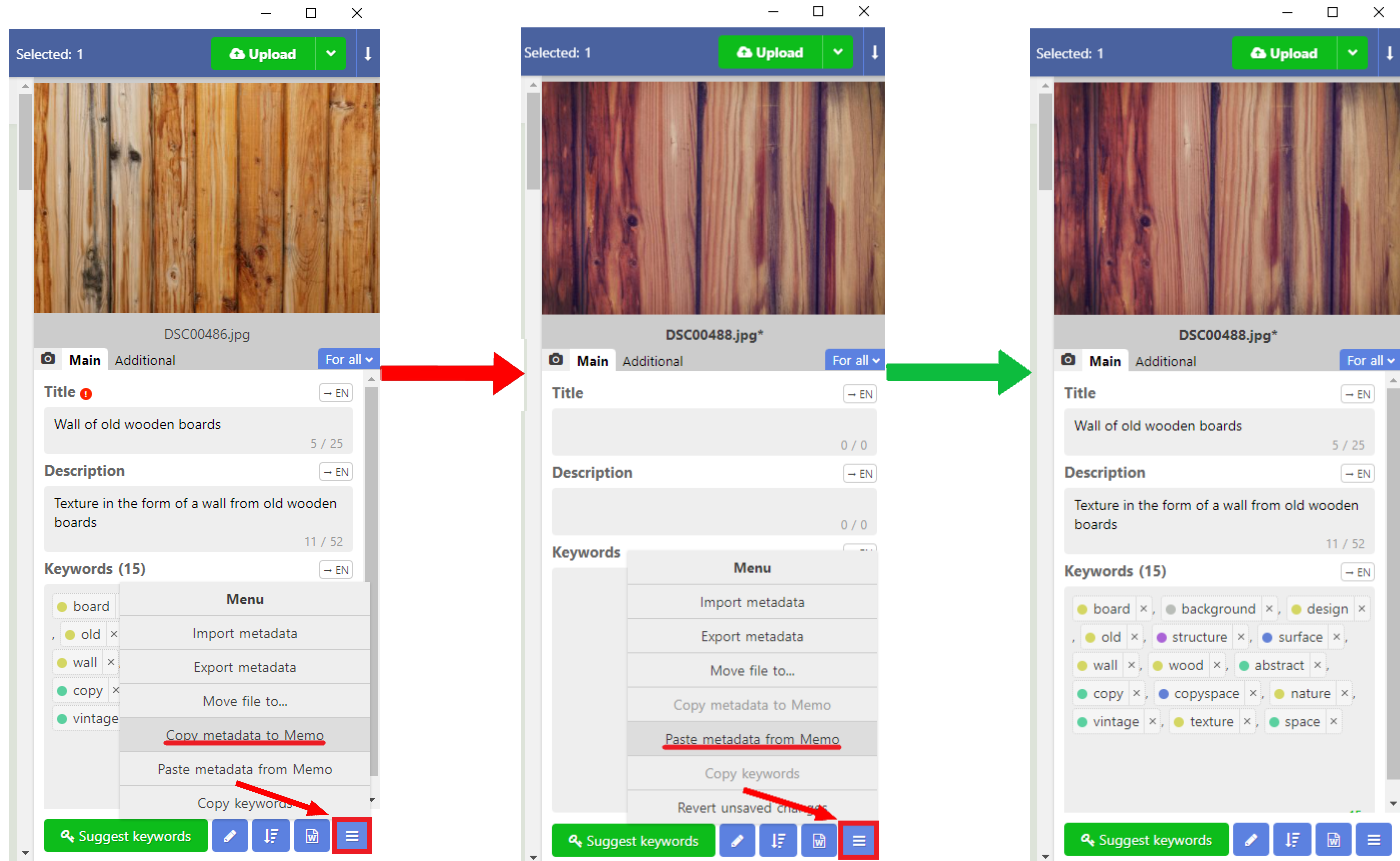 Selected: 1
Upload
DSC00486.jpg
Main
Additional
For all
Title
→ EN
Wall of old wooden boards
5 / 25
Description
→ EN
Texture in the form of a wall from old wooden
boards
11 / 52
Keywords (15)
→ EN
board
, old ×
wall ×
copy ×
vintage
Menu
Import metadata
Export metadata
Move file to...
Copy metadata to Memo
Paste metadata from Memo
Copy keywords
Suggest keywords
W
Selected: 1
Upload
DSC00488.jpg*
Main
Additional
For all
Title
→ EN
0 / 0
Description
→ EN
0 / 0
Keywords
Menu
Import metadata
Export metadata
Move file to...
Copy metadata to Memo
Paste metadata from Memo
Copy keywords
Revert unsaved changes
Suggest keywords
W
Selected: 1
Upload
DSC00488.jpg*
Main
Additional
For all
Title
→ EN
Wall of old wooden boards
5 / 25
Description
→ EN
Texture in the form of a wall from old wooden
boards
11 / 52
Keywords (15)
→ EN
board ×, background ×, design ×
, old ×, structure ×, surface ×,
wall ×, wood ×, abstract ×,
copy ×, copyspace ×, nature ×,
vintage ×, texture ×, space ×
Suggest keywords
W